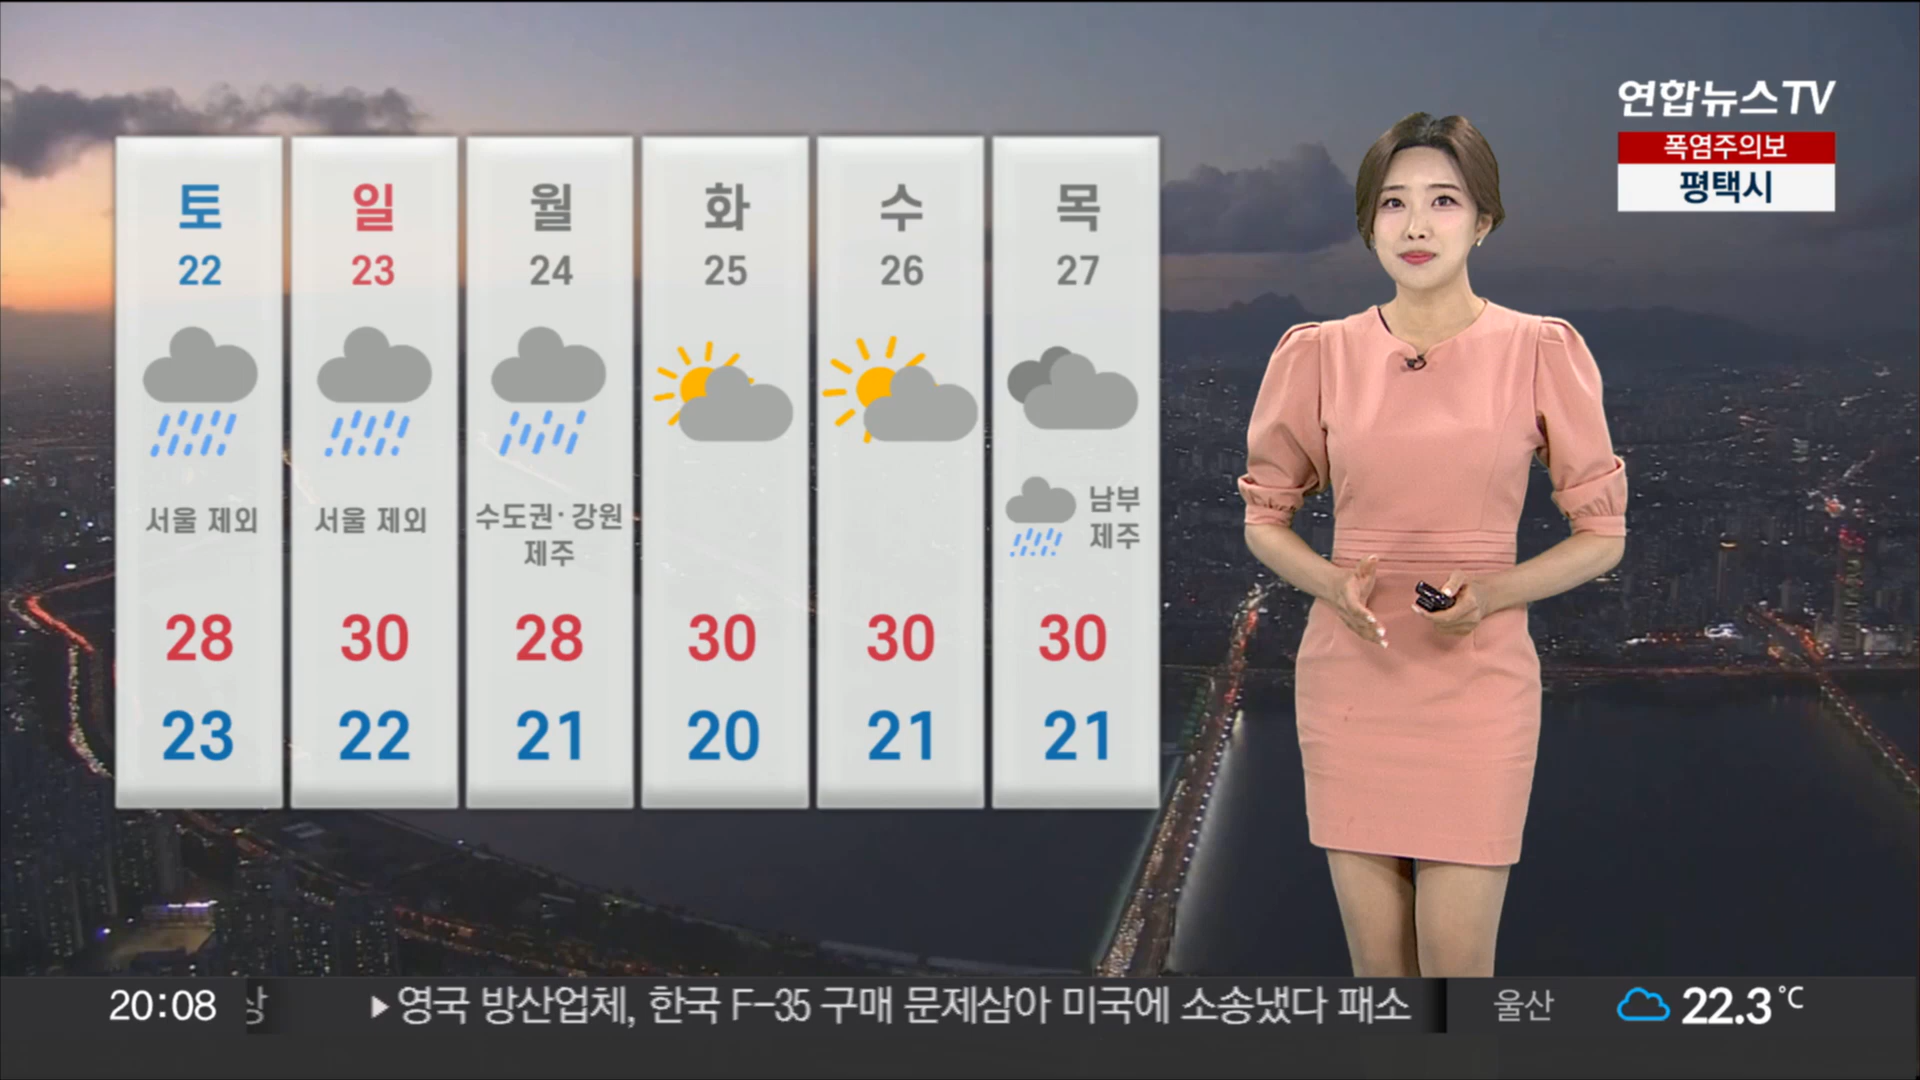 연합뉴스TV
폭염주의보
평택시
토 일 월 화 수 목
22 23 24 25 26 27
서울 제외
서울 제외
수도권·강원
제주
남부
제주
28 30 28 30 30 30
23 22 21 20 21 21
20:08 상 ▶영국 방산업체, 한국 F-35 구매 문제삼아 미국에 소송냈다 패소 울산 22.3℃